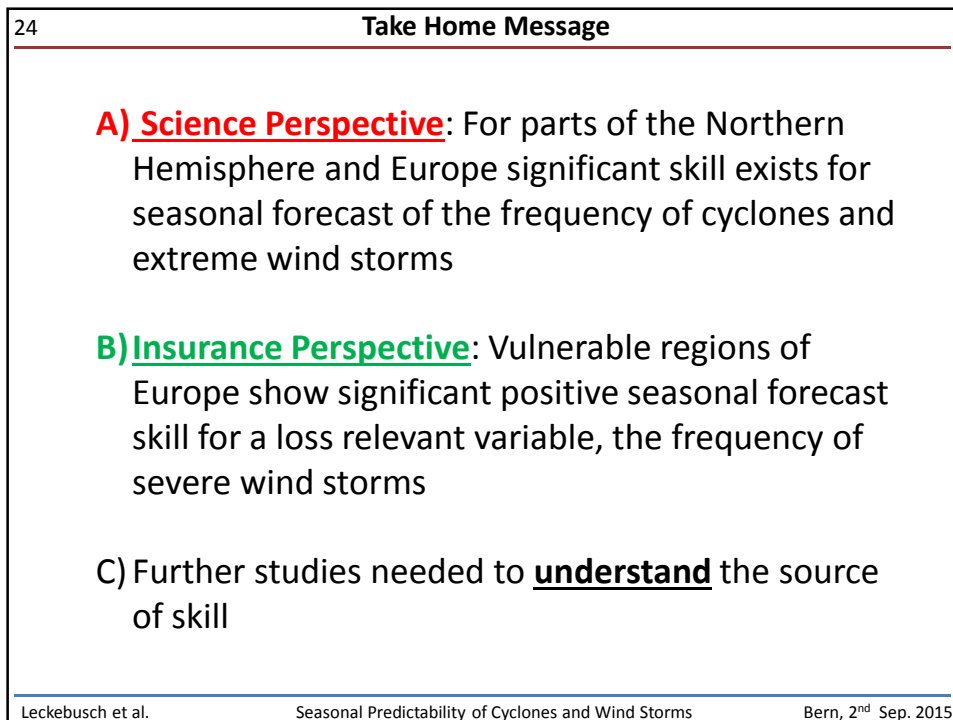 24 Take Home Message
A) Science Perspective: For parts of the Northern
Hemisphere and Europe significant skill exists for
seasonal forecast of the frequency of cyclones and
extreme wind storms
B) Insurance Perspective: Vulnerable regions of
Europe show significant positive seasonal forecast
skill for a loss relevant variable, the frequency of
severe wind storms
C) Further studies needed to understand the source
of skill
Leckebusch et al. Seasonal Predictability of Cyclones and Wind Storms Bern, 2nd Sep. 2015